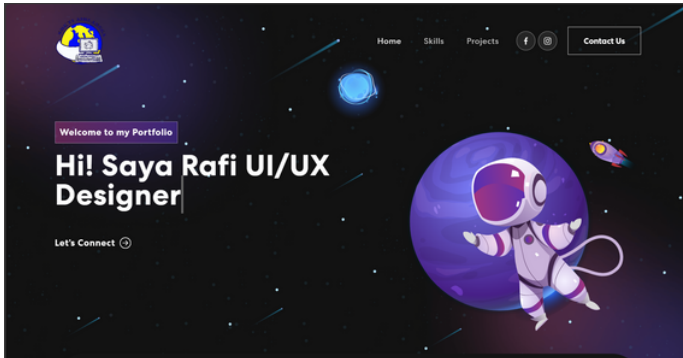 Home
Skills
Projects
Contact Us
Welcome to my Portfolio
Hi! Saya Rafi UI/UX
Designer
Let's Connect